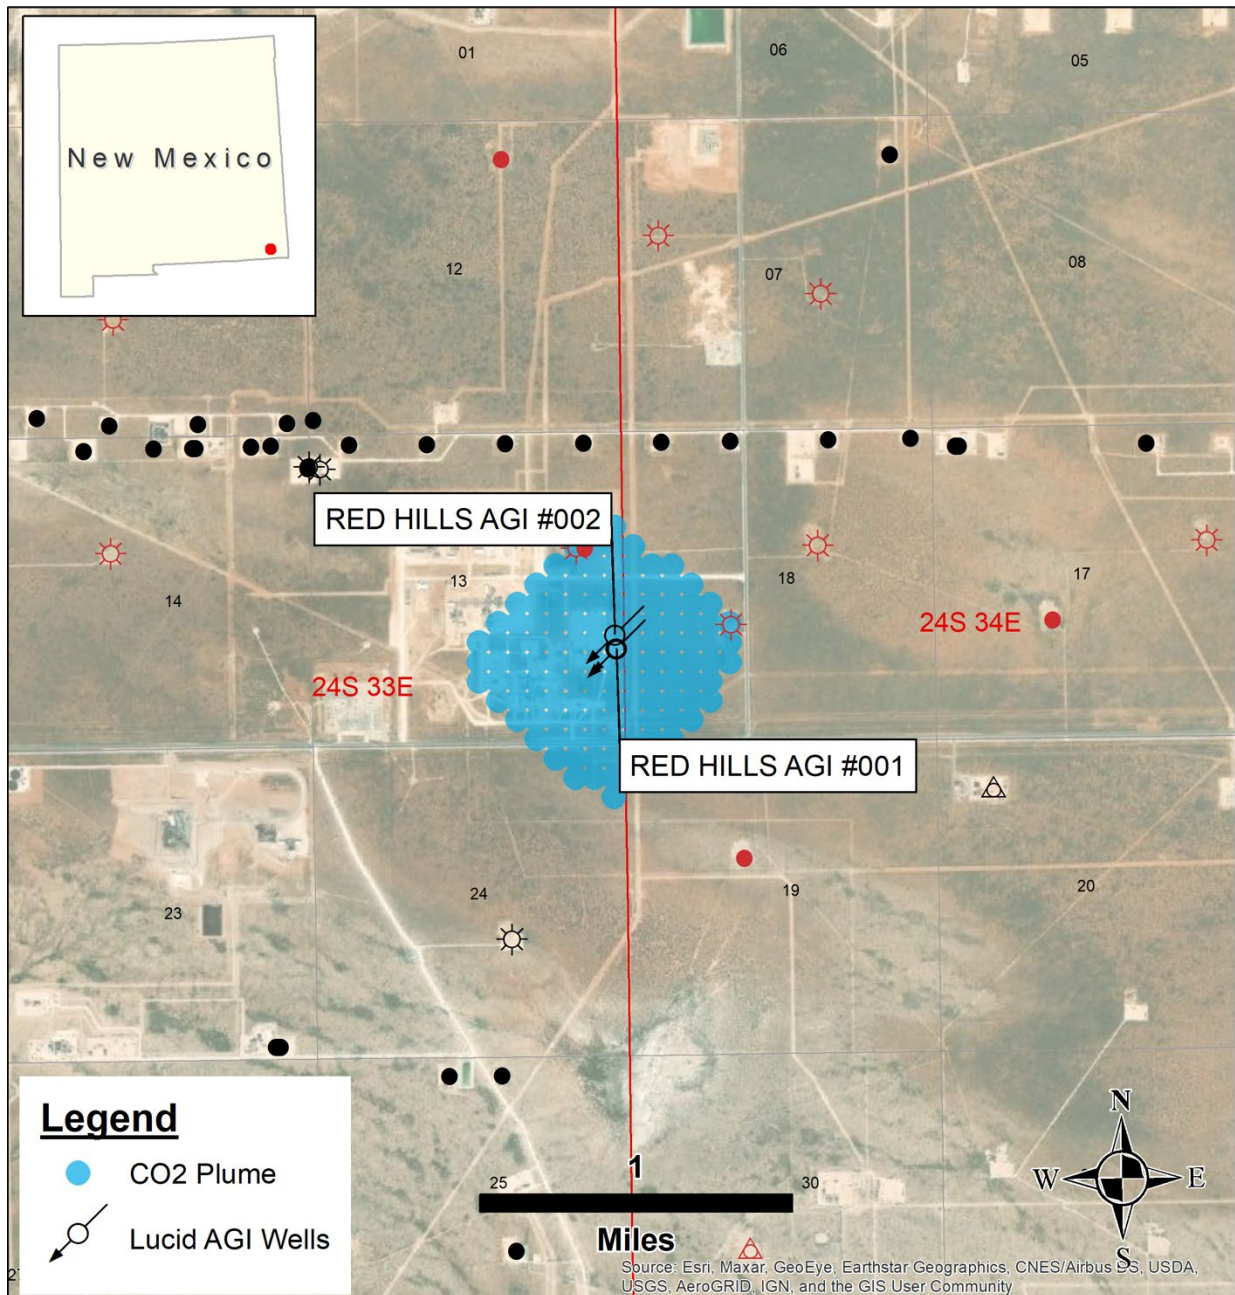 01
06
05
New Mexico
12
07
08
RED HILLS AGI #002
13
18
17
14
24S 34E
24S 33E
RED HILLS AGI #001
24
19
20
23
Legend
CO2 Plume
Lucid AGI Wells
1
25
30
Miles
N
W
E
S
27
Source: Esri, Maxar, GeoEye, Earthstar Geographics, CNES/Airbus DS, USDA,
USGS, AeroGRID, IGN, and the GIS User Community